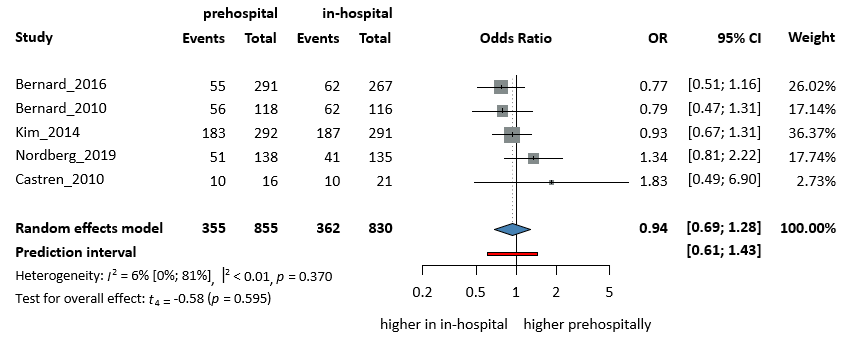 prehospital in-hospital
Study Events Total Events Total Odds Ratio OR 95% CI Weight
Bernard_2016 55 291 62 267 0.77 [0.51; 1.16] 26.02%
Bernard_2010 56 118 62 116 0.79 [0.47; 1.31] 17.14%
Kim_2014 183 292 187 291 0.93 [0.67; 1.31] 36.37%
Nordberg_2019 51 138 41 135 1.34 [0.81; 2.22] 17.74%
Castren_2010 10 16 10 21 1.83 [0.49; 6.90] 2.73%
Random effects model 355 855 362 830 0.94 [0.69; 1.28] 100.00%
Prediction interval [0.61; 1.43]
Heterogeneity: I² = 6% [0%; 81%], |² < 0.01, p = 0.370
Test for overall effect: t₄ = -0.58 (p = 0.595)
0.2 0.5 1 2 5
higher in in-hospital higher prehospitally